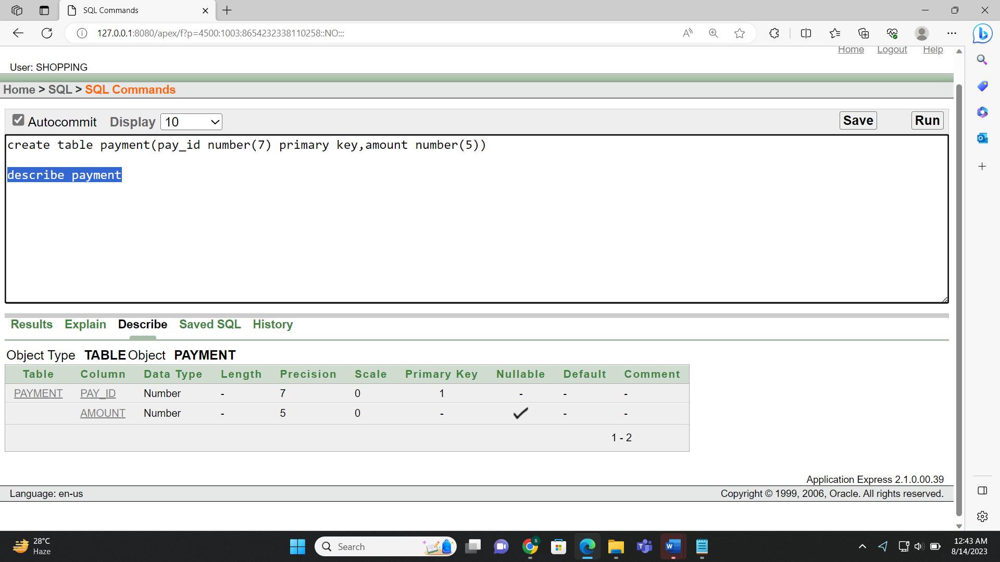 SQL Commands
127.0.0.1:8080/apex/f?p=4500:1003:8654232338110258::NO:::
Home Logout Help
User: SHOPPING
Home > SQL > SQL Commands
Autocommit Display 10 Save Run
create table payment(pay_id number(7) primary key,amount number(5))
describe payment
Results Explain Describe Saved SQL History
Object Type TABLE Object PAYMENT
Table Column Data Type Length Precision Scale Primary Key Nullable Default Comment
PAYMENT PAY_ID Number - 7 0 1 - - -
AMOUNT Number - 5 0 - - -
1 - 2
Application Express 2.1.0.00.39
Language: en-us Copyright © 1999, 2006, Oracle. All rights reserved.
28°C
Haze
Search
12:43 AM
8/14/2023